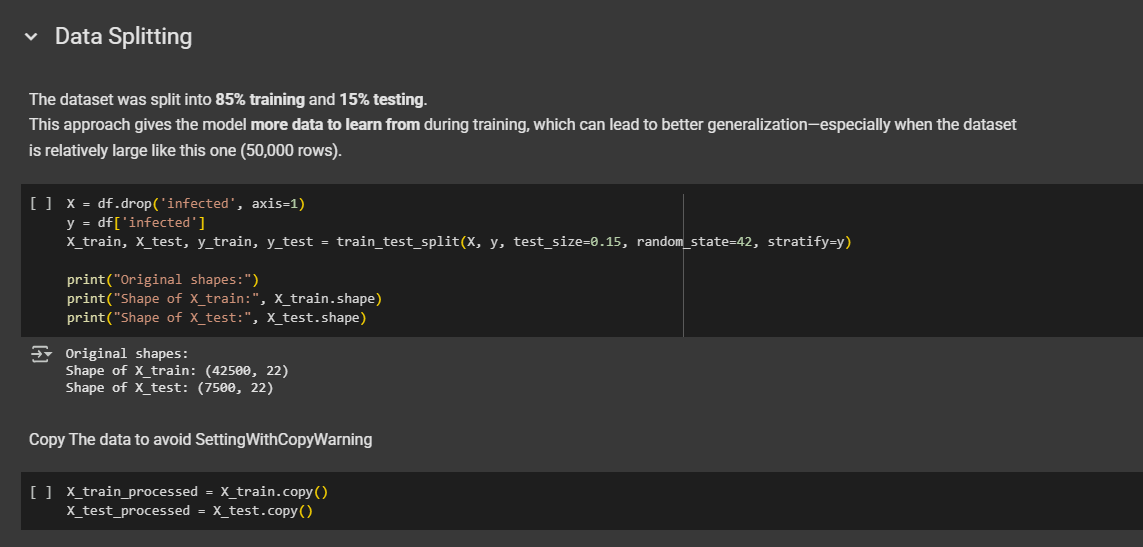 Data Splitting
The dataset was split into 85% training and 15% testing.
This approach gives the model more data to learn from during training, which can lead to better generalization—especially when the dataset
is relatively large like this one (50,000 rows).
[ ] X = df.drop('infected', axis=1)
y = df['infected']
X_train, X_test, y_train, y_test = train_test_split(X, y, test_size=0.15, random_state=42, stratify=y)
print("Original shapes:")
print("Shape of X_train:", X_train.shape)
print("Shape of X_test:", X_test.shape)
Original shapes:
Shape of X_train: (42500, 22)
Shape of X_test: (7500, 22)
Copy The data to avoid SettingWithCopyWarning
[ ] X_train_processed = X_train.copy()
X_test_processed = X_test.copy()